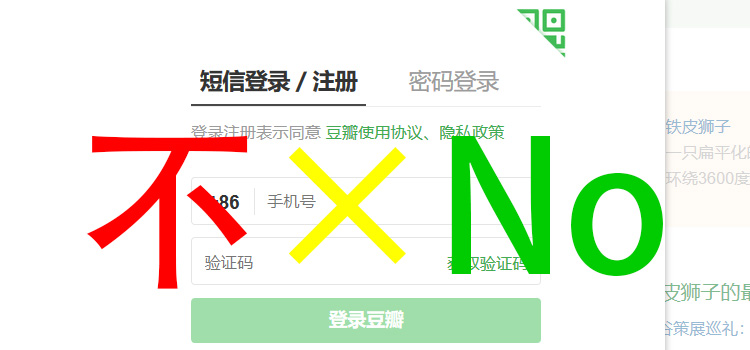 短信登录 / 注册 密码登录
登录注册表示同意 豆瓣使用协议、隐私政策
不×No
+86 手机号
验证码 获取验证码
登录豆瓣
铁皮狮子
一只扁平化的
环绕3600度
皮狮子的最
谷策展巡礼: